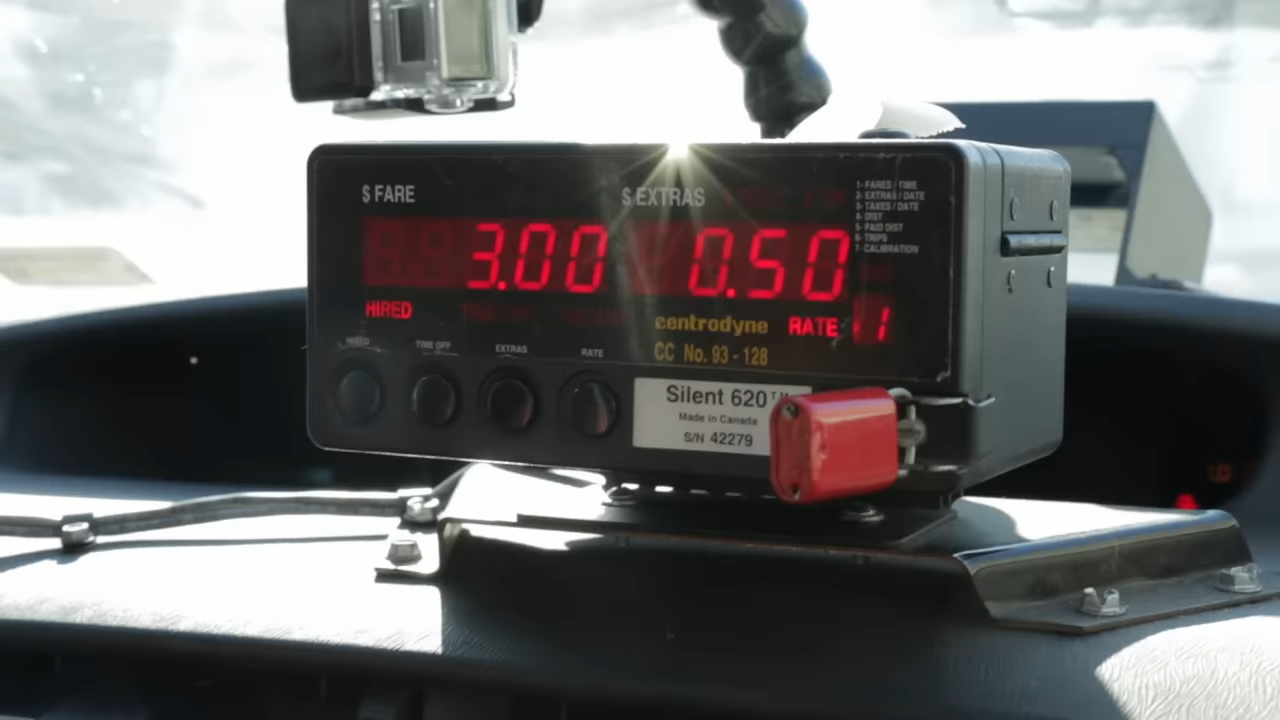 $ FARE
$ EXTRAS
1- FARES / TIME
2- EXTRAS / DATE
3- TAXES / DATE
4- DIST
5- PAID DIST
6- TRIPS
7- CALIBRATION
3.00
0.50
HIRED
centrodyne
RATE 1
CC No. 93 - 128
HIRED
TIME OFF
EXTRAS
RATE
Silent 620
Made in Canada
S/N 42279